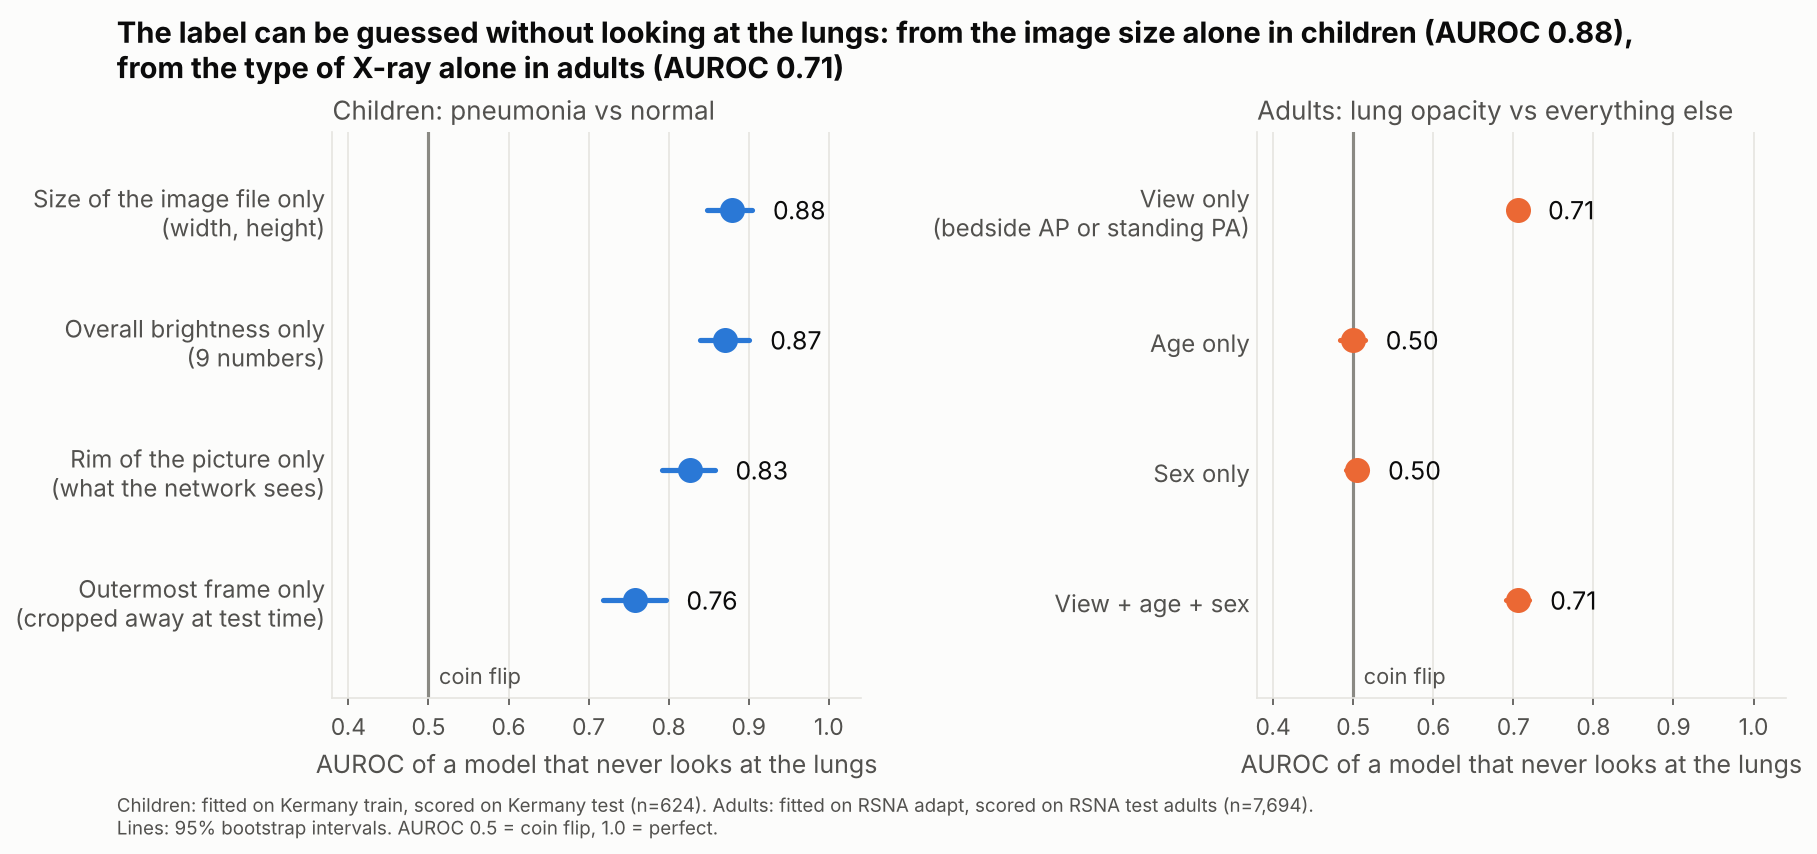 The label can be guessed without looking at the lungs: from the image size alone in children (AUROC 0.88),
from the type of X-ray alone in adults (AUROC 0.71)
Children: pneumonia vs normal
Size of the image file only
(width, height)
0.88
Overall brightness only
(9 numbers)
0.87
Rim of the picture only
(what the network sees)
0.83
Outermost frame only
(cropped away at test time)
0.76
coin flip
0.4 0.5 0.6 0.7 0.8 0.9 1.0
AUROC of a model that never looks at the lungs
Adults: lung opacity vs everything else
View only
(bedside AP or standing PA)
0.71
Age only
0.50
Sex only
0.50
View + age + sex
0.71
coin flip
0.4 0.5 0.6 0.7 0.8 0.9 1.0
AUROC of a model that never looks at the lungs
Children: fitted on Kermany train, scored on Kermany test (n=624). Adults: fitted on RSNA adapt, scored on RSNA test adults (n=7,694).
Lines: 95% bootstrap intervals. AUROC 0.5 = coin flip, 1.0 = perfect.